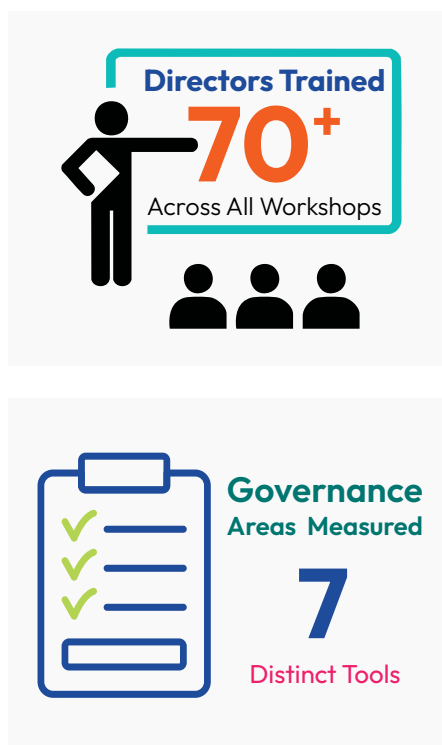 Directors Trained
70+
Across All Workshops
Governance
Areas Measured
7
Distinct Tools